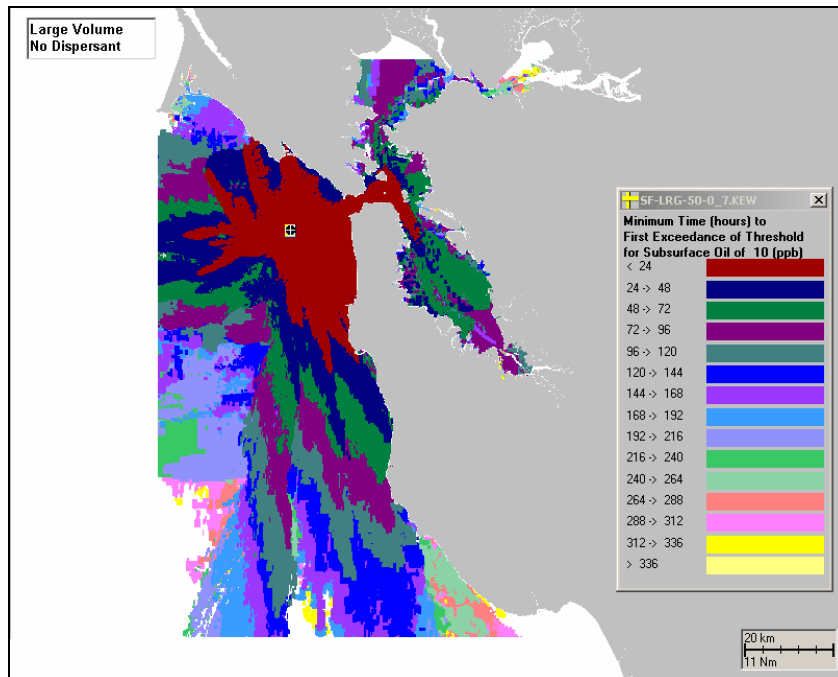 Large Volume
No Dispersant
SF-LRG-50-0_7.KEW
Minimum Time (hours) to
First Exceedance of Threshold
for Subsurface Oil of 10 (ppb)
< 24
24 -> 48
48 -> 72
72 -> 96
96 -> 120
120 -> 144
144 -> 168
168 -> 192
192 -> 216
216 -> 240
240 -> 264
264 -> 288
288 -> 312
312 -> 336
> 336
20 km
11 Nm